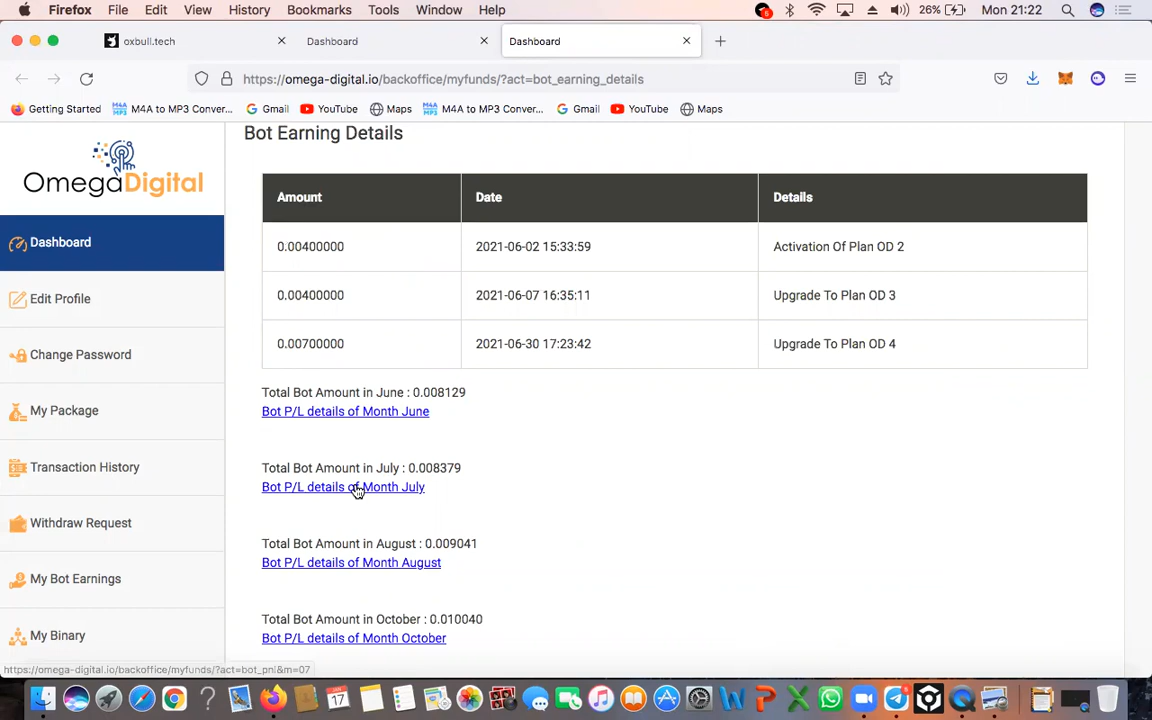 Firefox File Edit View History Bookmarks Tools Window Help 26% Mon 21:22
oxbull.tech Dashboard Dashboard
https://omega-digital.io/backoffice/myfunds/?act=bot_earning_details
Getting Started M4A to MP3 Conver... Gmail YouTube Maps M4A to MP3 Conver... Gmail YouTube Maps
OmegaDigital
Dashboard
Edit Profile
Change Password
My Package
Transaction History
Withdraw Request
My Bot Earnings
My Binary
Bot Earning Details
Amount Date Details
0.00400000 2021-06-02 15:33:59 Activation Of Plan OD 2
0.00400000 2021-06-07 16:35:11 Upgrade To Plan OD 3
0.00700000 2021-06-30 17:23:42 Upgrade To Plan OD 4
Total Bot Amount in June : 0.008129
Bot P/L details of Month June
Total Bot Amount in July : 0.008379
Bot P/L details of Month July
Total Bot Amount in August : 0.009041
Bot P/L details of Month August
Total Bot Amount in October : 0.010040
Bot P/L details of Month October
https://omega-digital.io/backoffice/myfunds/?act=bot_pnl&m=07
17